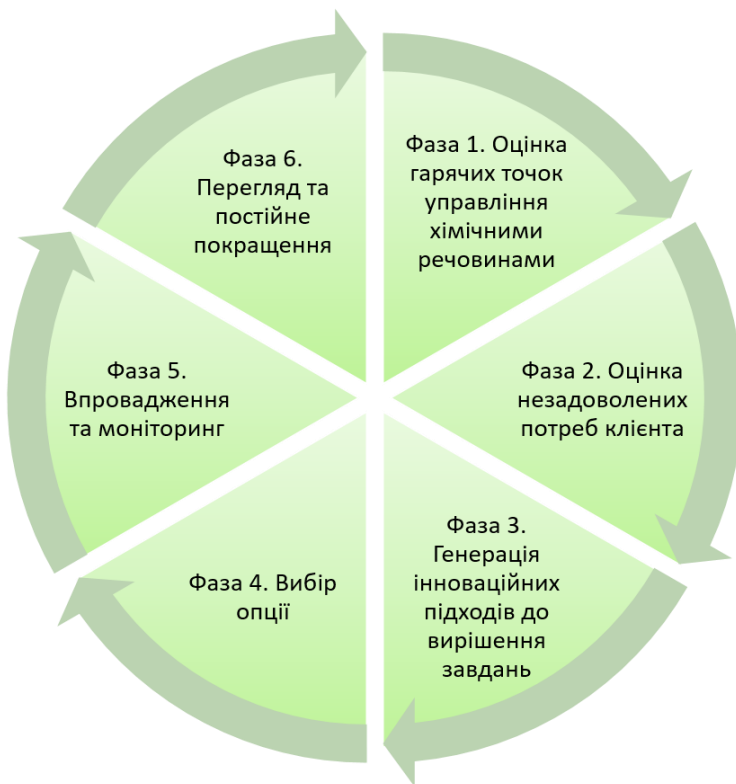 Фаза 1. Оцінка
гарячих точок
управління
хімічними
речовинами
Фаза 2. Оцінка
незадоволених
потреб клієнта
Фаза 3.
Генерація
інноваційних
підходів до
вирішення
завдань
Фаза 4. Вибір
опції
Фаза 5.
Впровадження
та моніторинг
Фаза 6.
Перегляд та
постійне
покращення